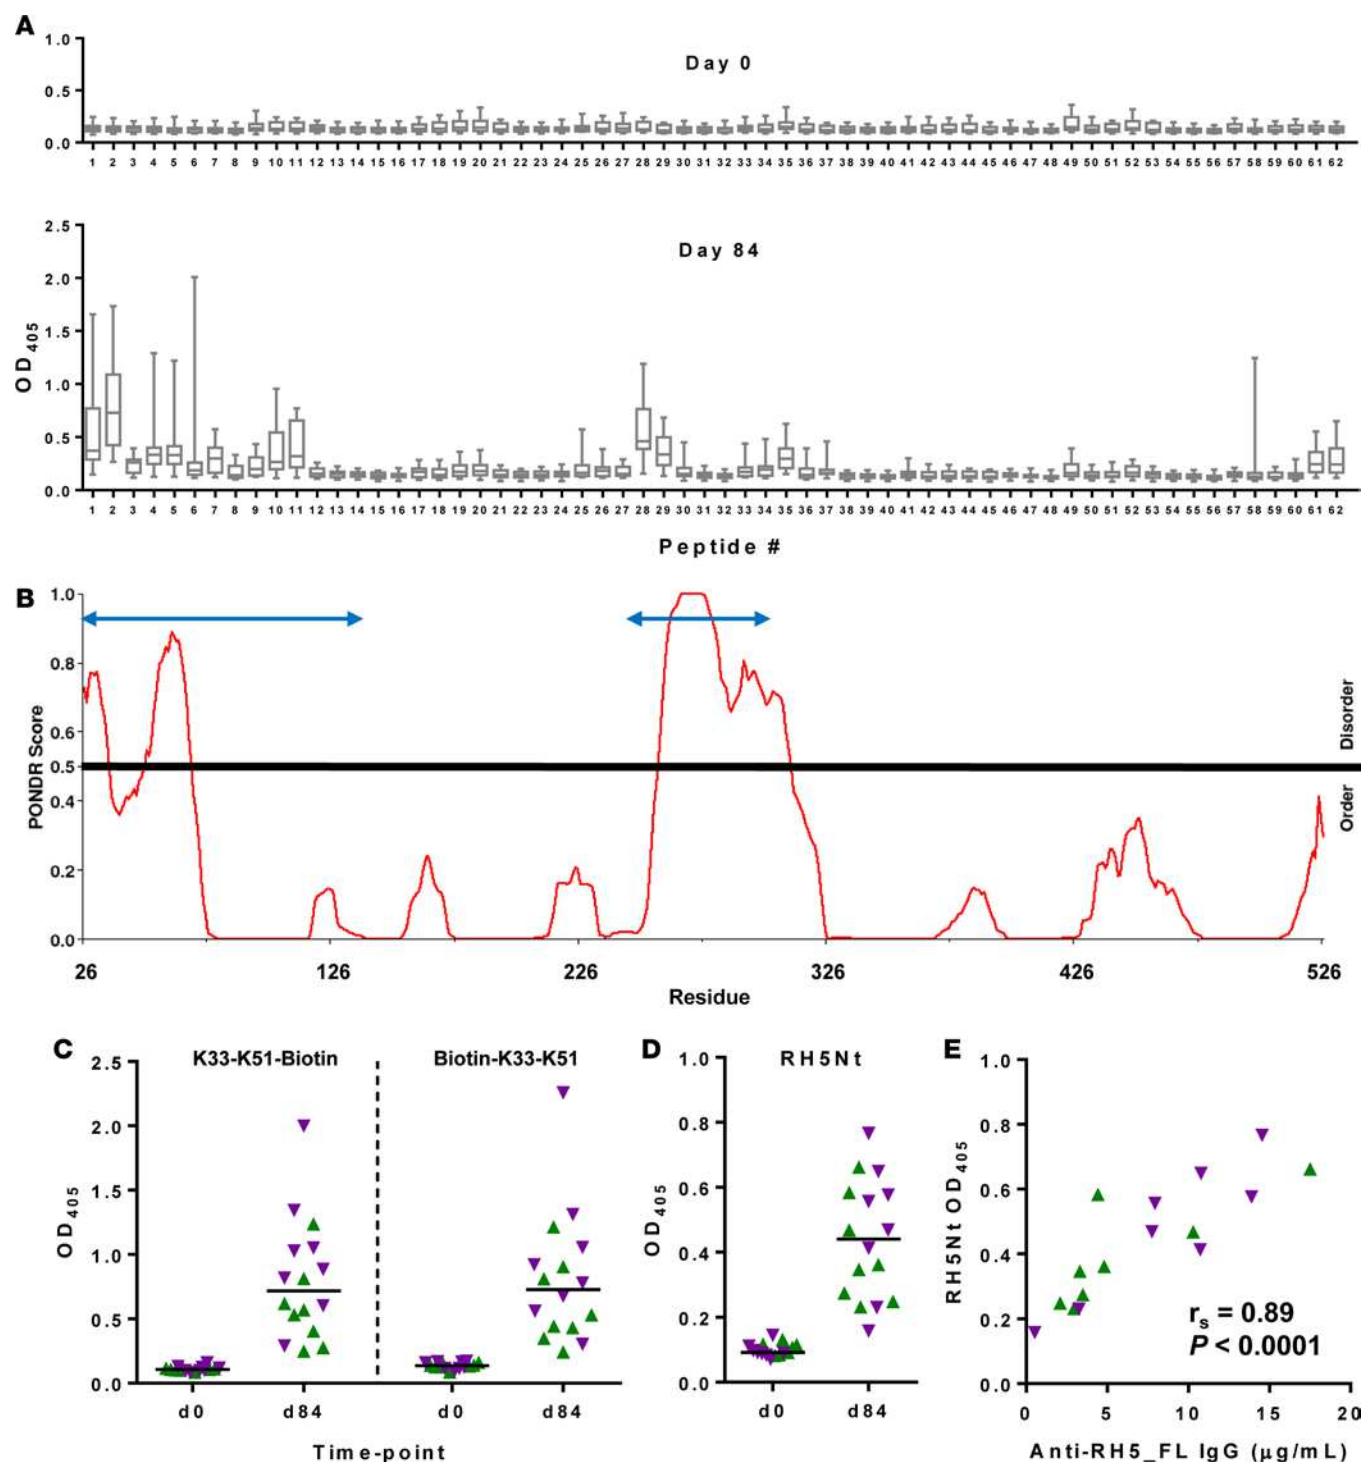 A
1.0
Day 0
0.5
0.0
1 2 3 4 5 6 7 8 9 10 11 12 13 14 15 16 17 18 19 20 21 22 23 24 25 26 27 28 29 30 31 32 33 34 35 36 37 38 39 40 41 42 43 44 45 46 47 48 49 50 51 52 53 54 55 56 57 58 59 60 61 62
2.5
Day 84
2.0
1.5
OD405
1.0
0.5
0.0
1 2 3 4 5 6 7 8 9 10 11 12 13 14 15 16 17 18 19 20 21 22 23 24 25 26 27 28 29 30 31 32 33 34 35 36 37 38 39 40 41 42 43 44 45 46 47 48 49 50 51 52 53 54 55 56 57 58 59 60 61 62
Peptide #
B
1.0
0.8
0.6
0.5
0.4
0.2
0.0
PONDR Score
Disorder
Order
26 126 226 326 426 526
Residue
C
K33-K51-Biotin Biotin-K33-K51
2.5
2.0
1.5
1.0
0.5
0.0
OD405
d0 d84 d0 d84
Time-point
D
RH5Nt
1.0
0.8
0.6
0.4
0.2
0.0
OD405
d0 d84
E
1.0
0.8
0.6
0.4
0.2
0.0
RH5Nt OD405
rs = 0.89
P < 0.0001
0 5 10 15 20
Anti-RH5_FL IgG (μg/mL)